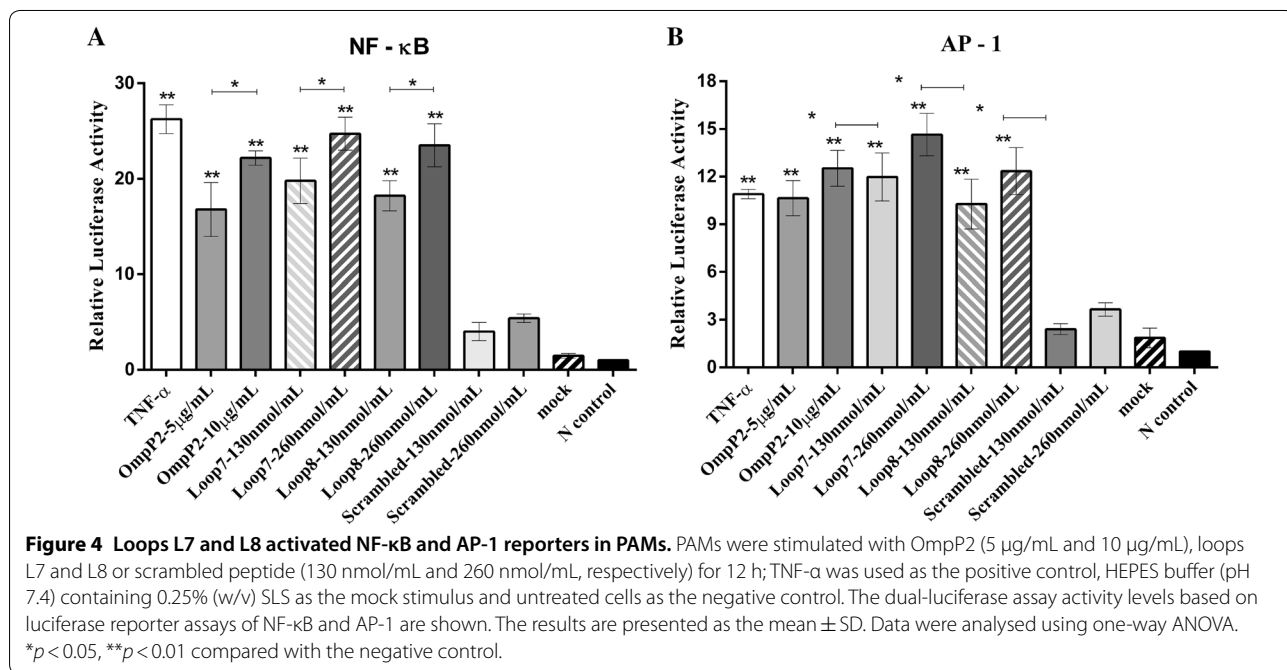 A
NF - κB
Relative Luciferase Activity
30
20
10
0
**
**
**
**
**
**
**
*
*
*
TNF-α
OmpP2-5μg/mL
OmpP2-10μg/mL
Loop7-130nmol/mL
Loop7-260nmol/mL
Loop8-130nmol/mL
Loop8-260nmol/mL
Scrambled-130nmol/mL
Scrambled-260nmol/mL
mock
N control
B
AP - 1
Relative Luciferase Activity
18
15
12
9
6
3
0
**
**
**
**
**
**
**
*
*
*
TNF-α
OmpP2-5μg/mL
OmpP2-10μg/mL
Loop7-130nmol/mL
Loop7-260nmol/mL
Loop8-130nmol/mL
Loop8-260nmol/mL
Scrambled-130nmol/mL
Scrambled-260nmol/mL
mock
N control
Figure 4 Loops L7 and L8 activated NF-κB and AP-1 reporters in PAMs. PAMs were stimulated with OmpP2 (5 μg/mL and 10 μg/mL), loops
L7 and L8 or scrambled peptide (130 nmol/mL and 260 nmol/mL, respectively) for 12 h; TNF-α was used as the positive control, HEPES buffer (pH
7.4) containing 0.25% (w/v) SLS as the mock stimulus and untreated cells as the negative control. The dual-luciferase assay activity levels based on
luciferase reporter assays of NF-κB and AP-1 are shown. The results are presented as the mean ± SD. Data were analysed using one-way ANOVA.
*p < 0.05, **p < 0.01 compared with the negative control.